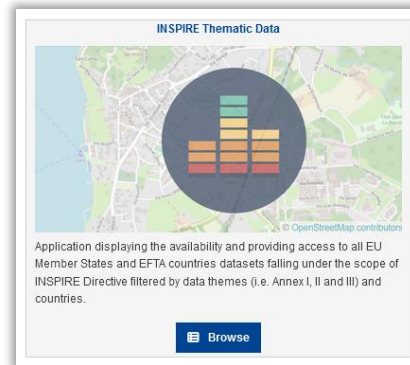 INSPIRE Thematic Data
© OpenStreetMap contributors
Application displaying the availability and providing access to all EU
Member States and EFTA countries datasets falling under the scope of
INSPIRE Directive filtered by data themes (i.e. Annex I, II and III) and
countries.
Browse